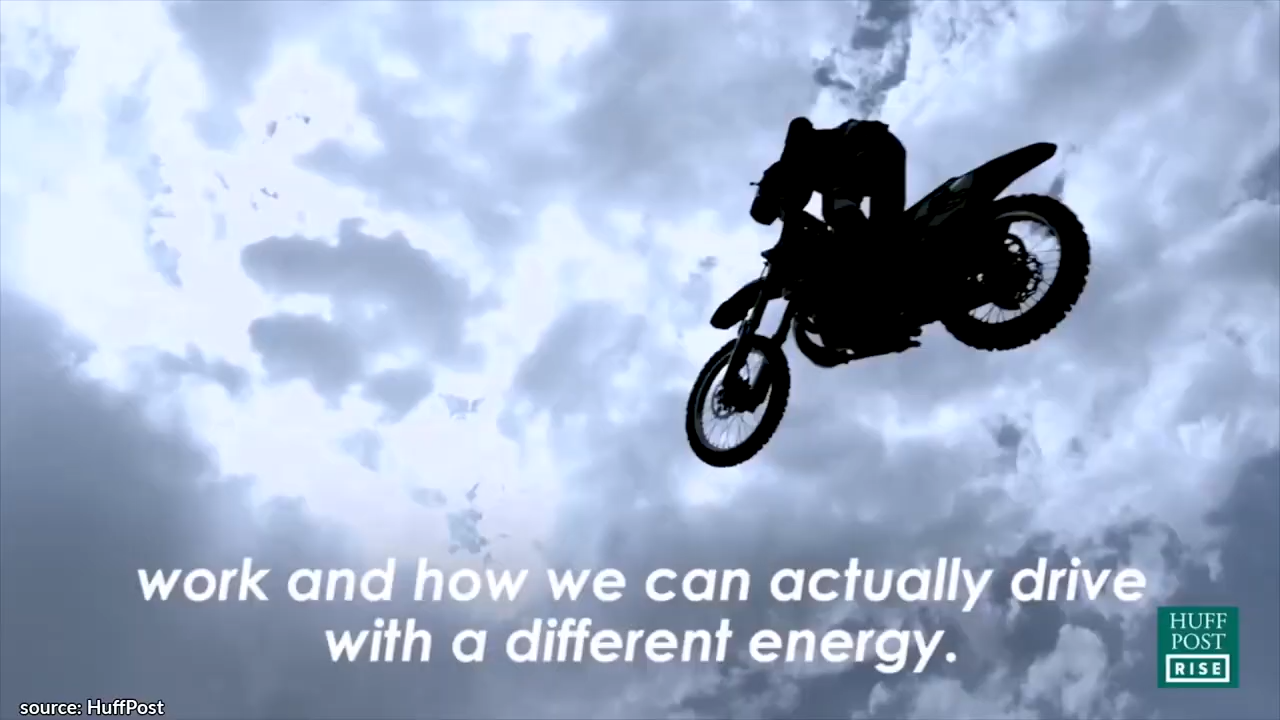 work and how we can actually drive
with a different energy.
HUFF
POST
RISE
source: HuffPost